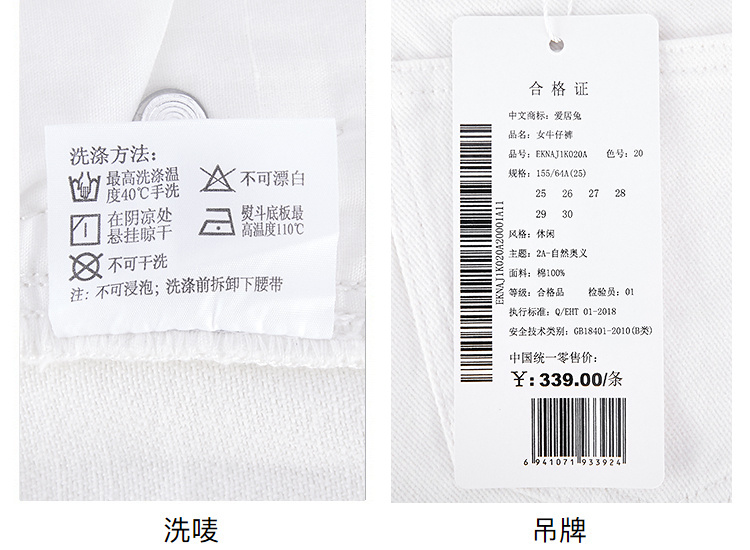 洗涤方法：
最高洗涤温
度40℃手洗
不可漂白
在阴凉处
悬挂晾干
熨斗底板最
高温度110℃
不可干洗
注：不可浸泡；洗涤前拆卸下腰带
洗唛
合格证
中文商标：爱居兔
品名：女牛仔裤
品号：EKNAJ1K020A 色号：20
规格：155/64A(25)
25 26 27 28
29 30
风格：休闲
主题：2A-自然奥义
面料：棉100%
等级：合格品 检验员：01
执行标准：Q/EHT 01-2018
安全技术类别：GB18401-2010(B类)
中国统一零售价：
￥：339.00/条
EKNAJ1K020A20001A11
6 941071 933924
吊牌